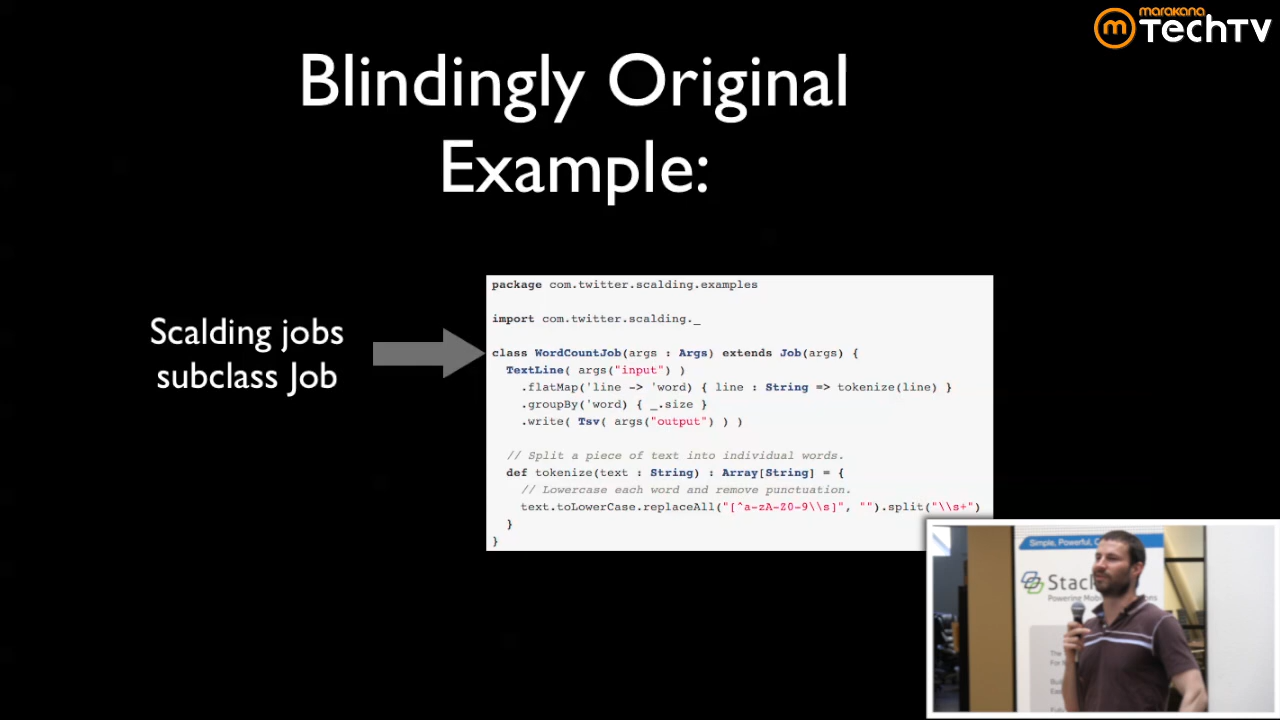 marakana
TechTV
Blindingly Original
Example:
Scalding jobs
subclass Job
package com.twitter.scalding.examples
import com.twitter.scalding._
class WordCountJob(args : Args) extends Job(args) {
TextLine( args("input") )
.flatMap('line -> 'word) { line : String => tokenize(line) }
.groupBy('word) { _.size }
.write( Tsv( args("output") ) )
// Split a piece of text into individual words.
def tokenize(text : String) : Array[String] = {
// Lowercase each word and remove punctuation.
text.toLowerCase.replaceAll("[^a-zA-Z0-9\\s]", "").split("\\s+")
}
}
Simple, Powerful,
Stac
Powering Mob